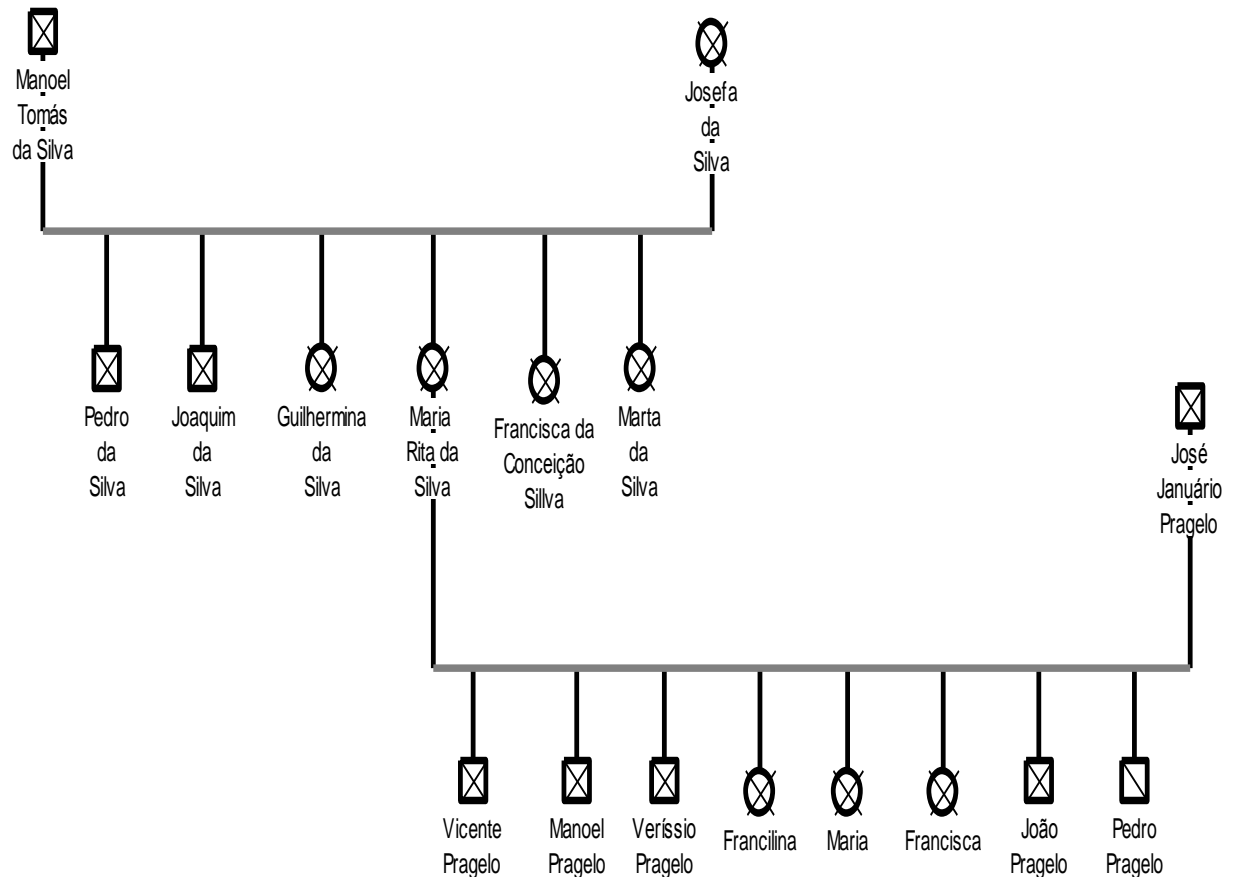 Manoel
Tomás
da Silva
Josefa
da
Silva
Pedro
da
Silva
Joaquim
da
Silva
Guilhermina
da
Silva
Maria
Rita da
Silva
Francisca da
Conceição
Sillva
Marta
da
Silva
José
Januário
Pragelo
Vicente
Pragelo
Manoel
Pragelo
Veríssio
Pragelo
Francilina
Maria
Francisca
João
Pragelo
Pedro
Pragelo